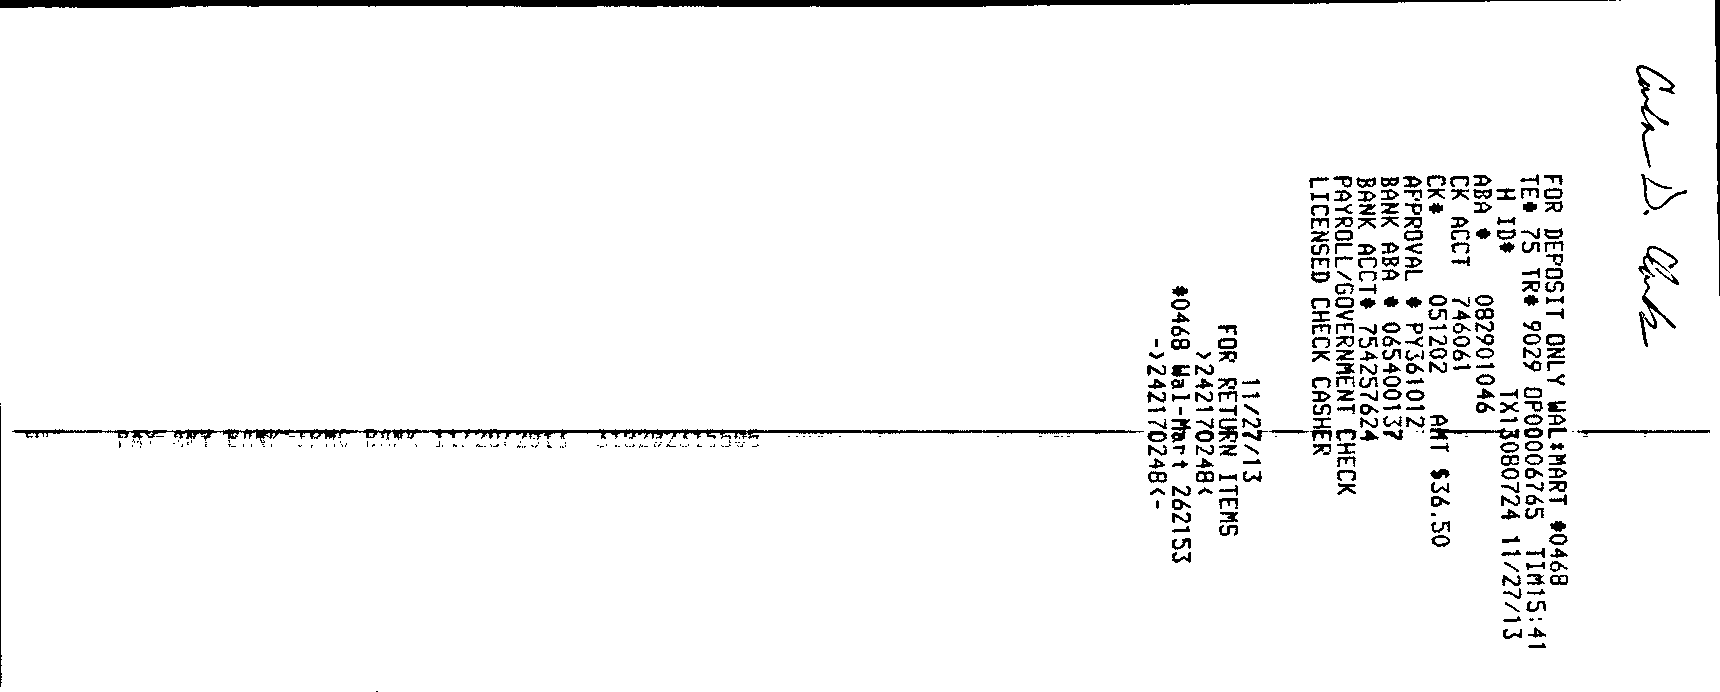 FOR DEPOSIT ONLY WAL*MART #0468
TE# 75 TR# 9029 OP00006765 TIM15:41
H ID# TX13080724 11/27/13
ABA # 082901046
CK ACCT 746061
CK# 051202 AMT $36.50
APPROVAL # PY361012
BANK ABA # 065400137
BANK ACCT# 754257624
PAYROLL/GOVERNMENT CHECK
LICENSED CHECK CASHER
11/27/13
FOR RETURN ITEMS
>242170248<
#0468 Wal-Mart 262153
->242170248<-